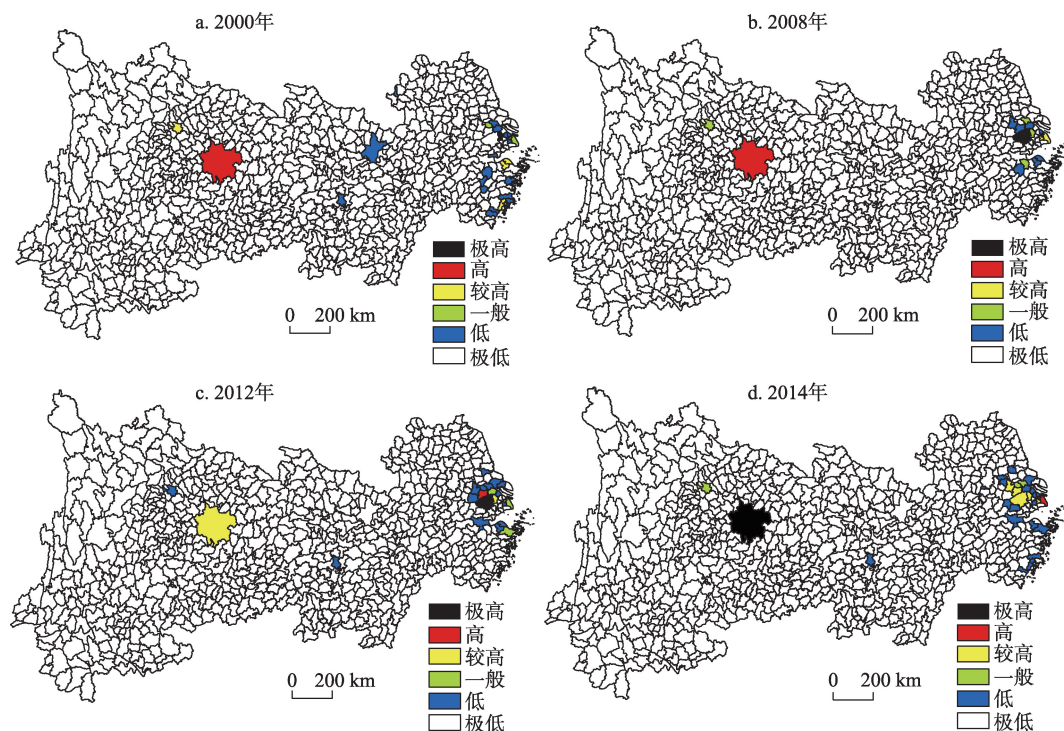 a. 2000年
极高
高
较高
一般
低
极低
0 200 km
b. 2008年
极高
高
较高
一般
低
极低
0 200 km
c. 2012年
极高
高
较高
一般
低
极低
0 200 km
d. 2014年
极高
高
较高
一般
低
极低
0 200 km